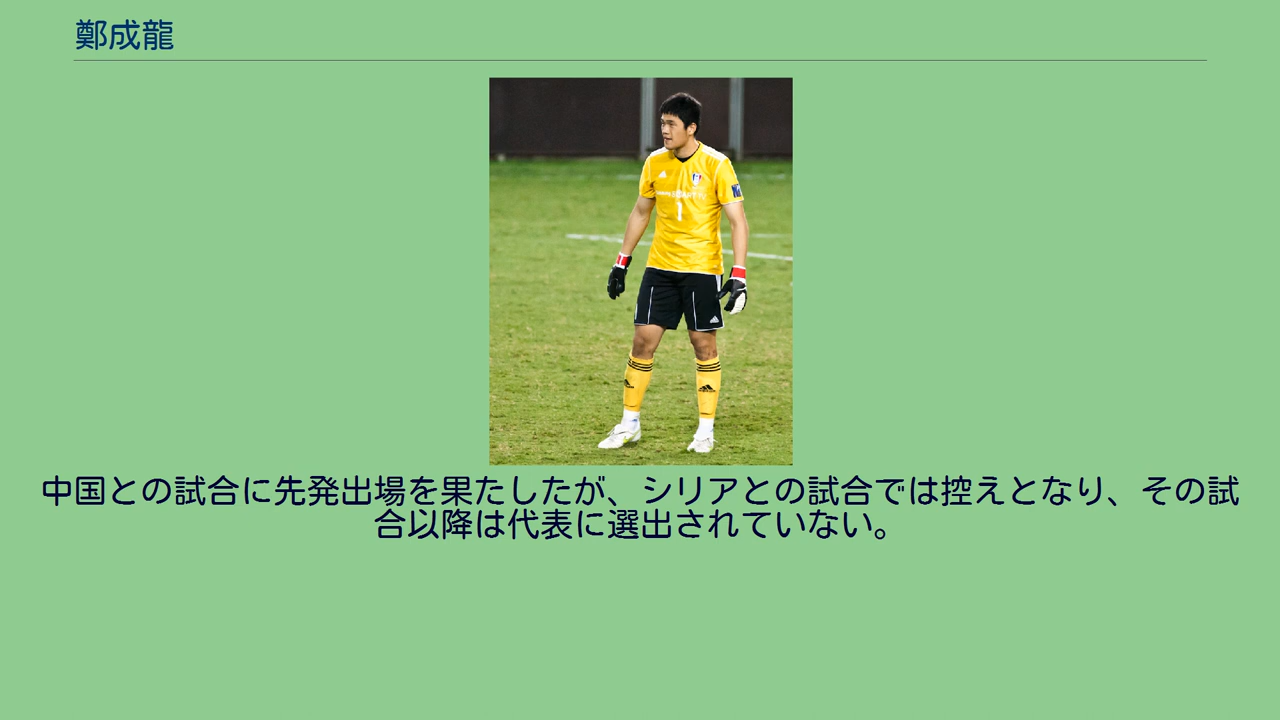 鄭成龍
1
中国との試合に先発出場を果たしたが、シリアとの試合では控えとなり、その試
合以降は代表に選出されていない。